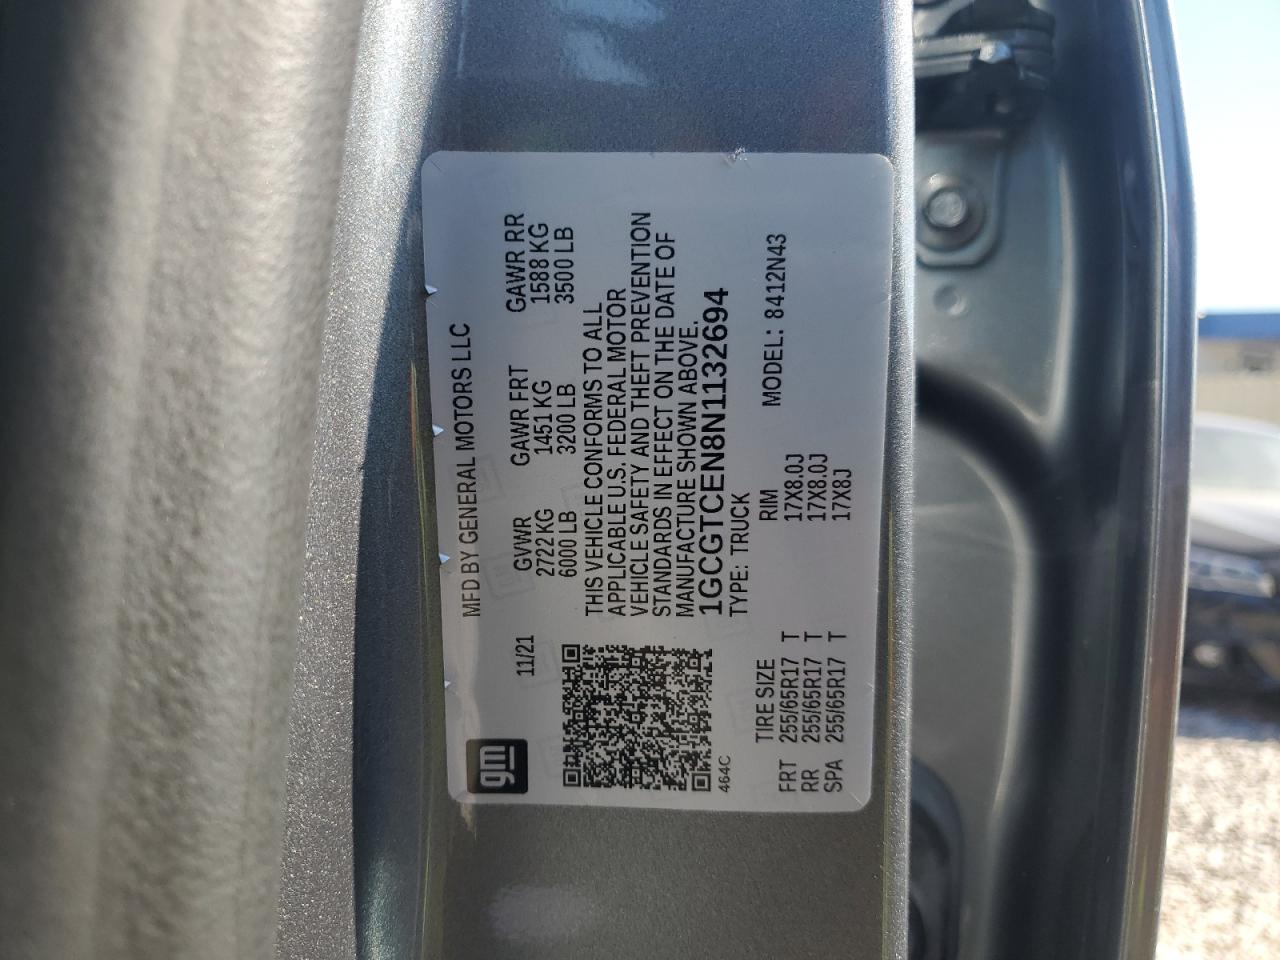 gm
MFD BY GENERAL MOTORS LLC
11/21 GVWR GAWR FRT GAWR RR
2722 KG 1451 KG 1588 KG
6000 LB 3200 LB 3500 LB
THIS VEHICLE CONFORMS TO ALL
APPLICABLE U.S. FEDERAL MOTOR
VEHICLE SAFETY AND THEFT PREVENTION
STANDARDS IN EFFECT ON THE DATE OF
MANUFACTURE SHOWN ABOVE.
1GCGTCEN8N1132694
464C
TYPE: TRUCK
TIRE SIZE RIM MODEL: 8412N43
FRT 255/65R17 T 17X8.0J
RR 255/65R17 T 17X8.0J
SPA 255/65R17 T 17X8J